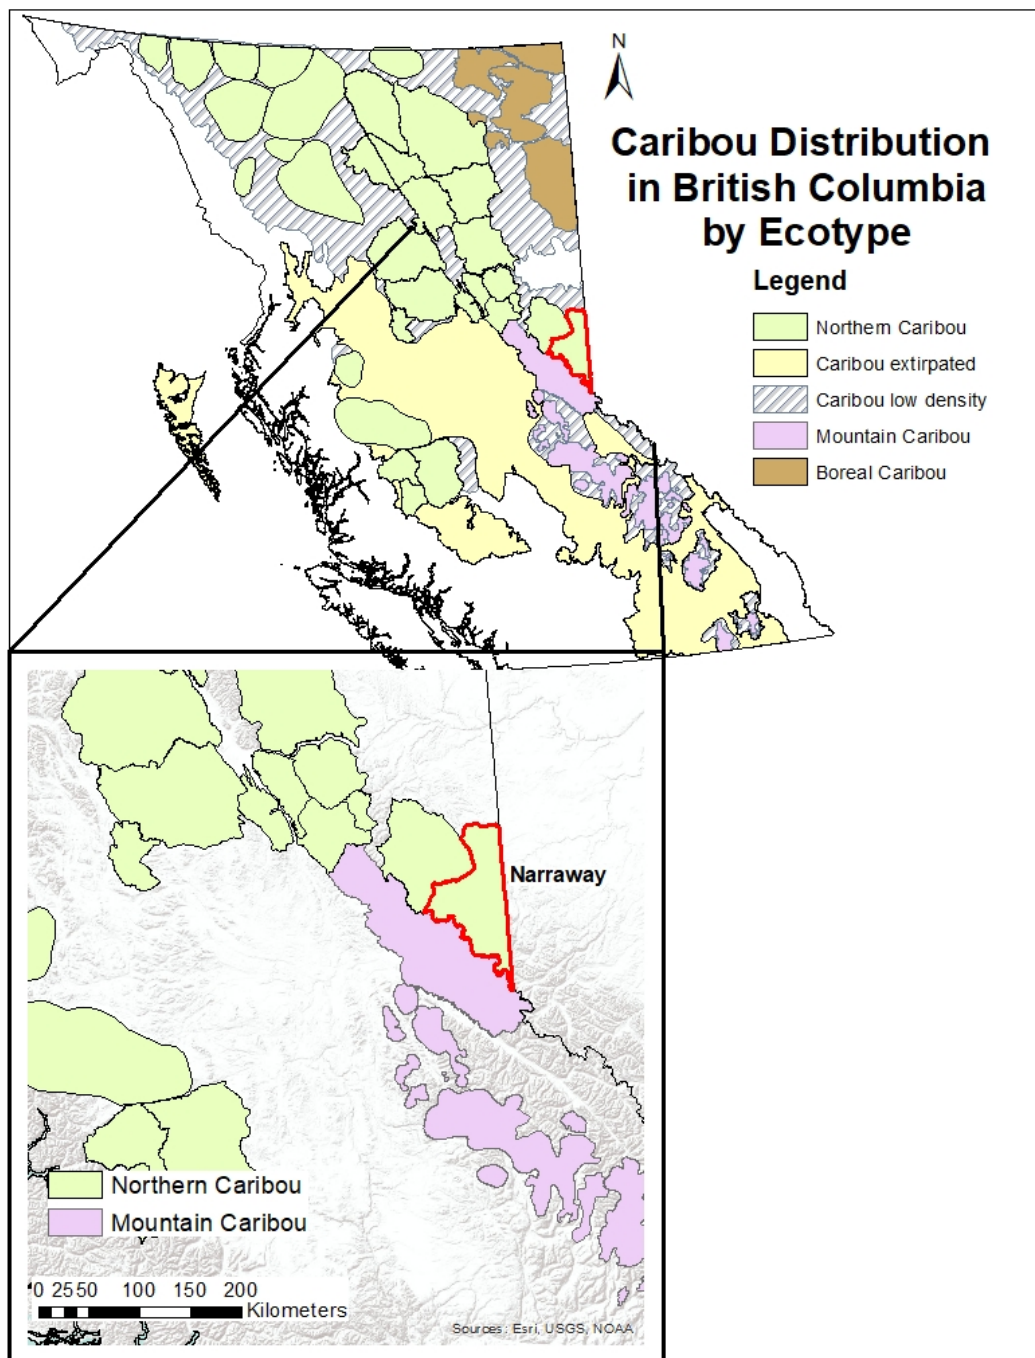 N
Caribou Distribution
in British Columbia
by Ecotype
Legend
Northern Caribou
Caribou extirpated
Caribou low density
Mountain Caribou
Boreal Caribou
Narraway
Northern Caribou
Mountain Caribou
0 25 50 100 150 200
Kilometers
Sources: Esri, USGS, NOAA